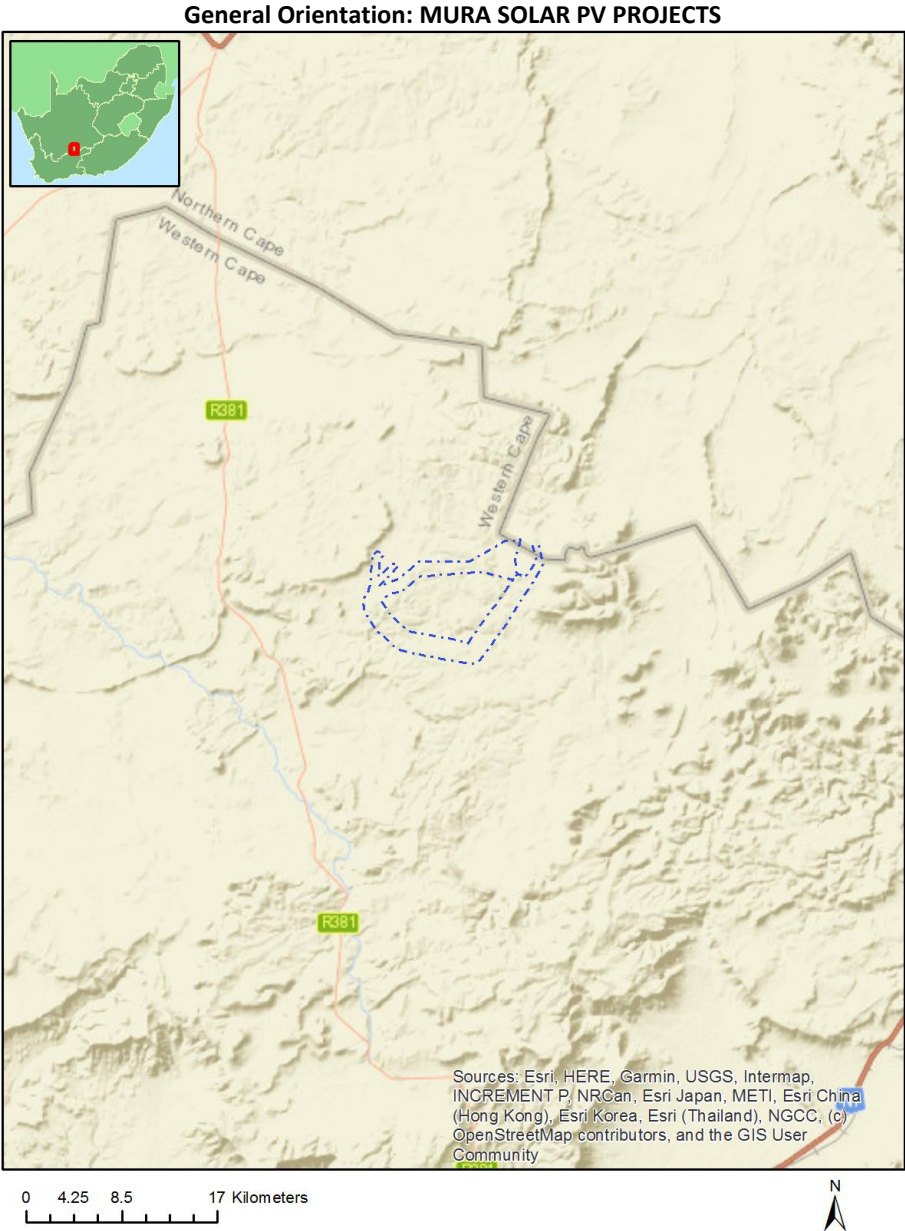 General Orientation: MURA SOLAR PV PROJECTS
Northern Cape
Western Cape
R381
Western Cape
R381
Sources: Esri, HERE, Garmin, USGS, Intermap,
INCREMENT P, NRCan, Esri Japan, METI, Esri China
(Hong Kong), Esri Korea, Esri (Thailand), NGCC, (c)
OpenStreetMap contributors, and the GIS User
Community
0 4.25 8.5 17 Kilometers
N